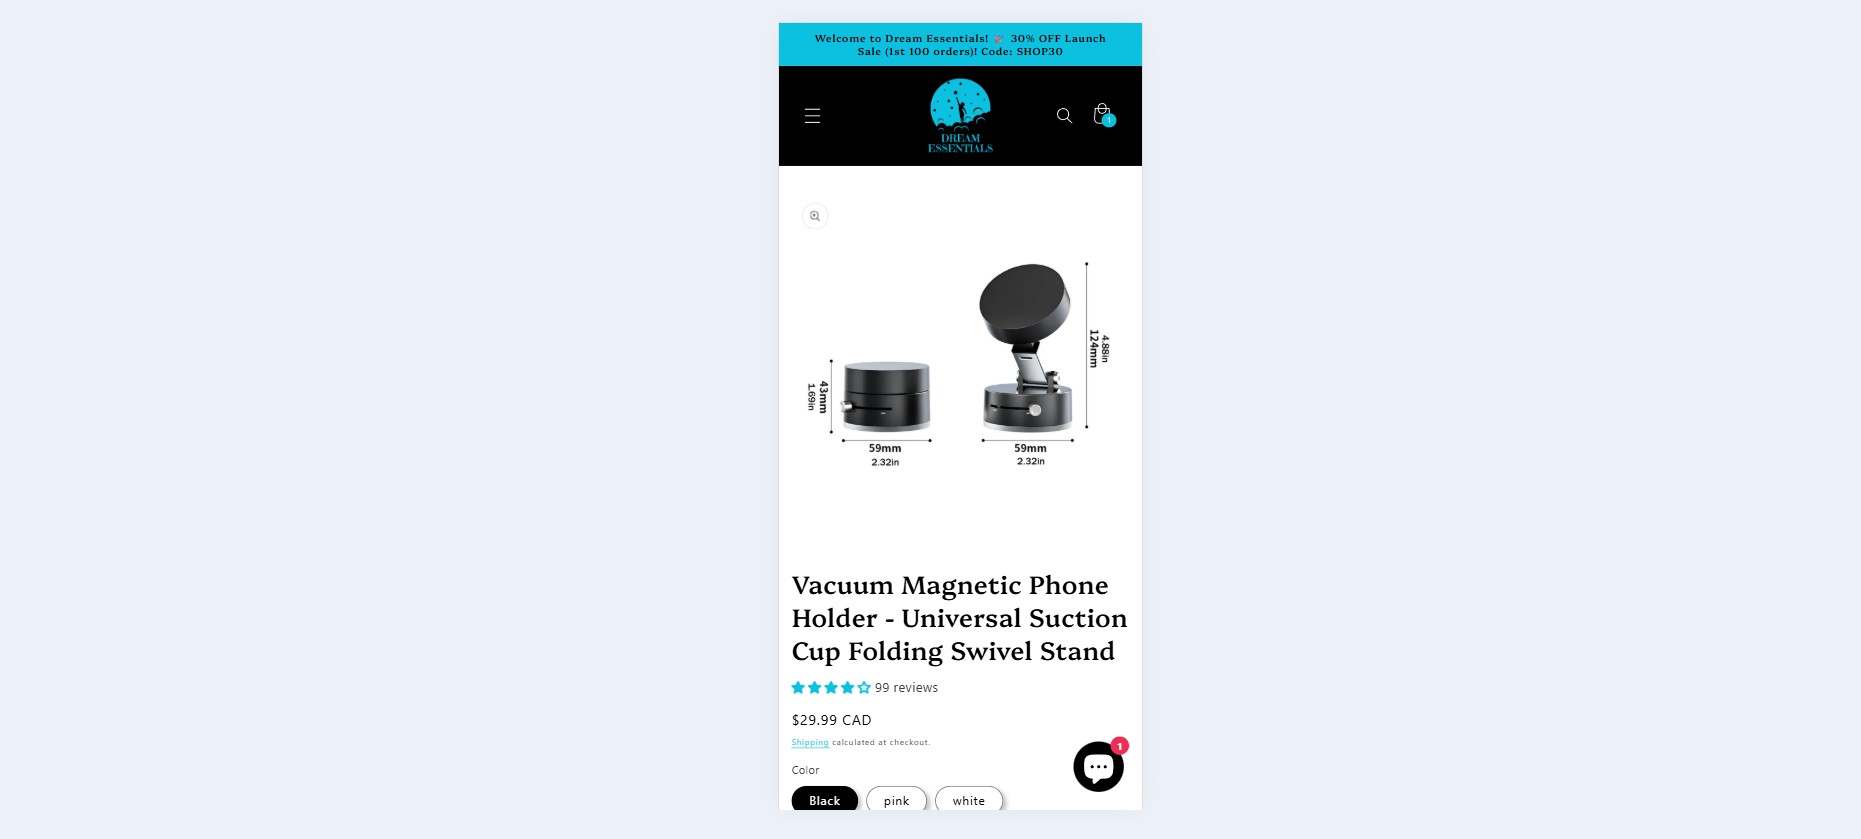 Welcome to Dream Essentials! 🎉 30% OFF Launch
Sale (1st 100 orders)! Code: SHOP30
DREAM
ESSENTIALS
1
4.88in
124mm
43mm
1.69in
59mm
2.32in
59mm
2.32in
Vacuum Magnetic Phone
Holder - Universal Suction
Cup Folding Swivel Stand
99 reviews
$29.99 CAD
Shipping calculated at checkout.
1
Color
Black pink white